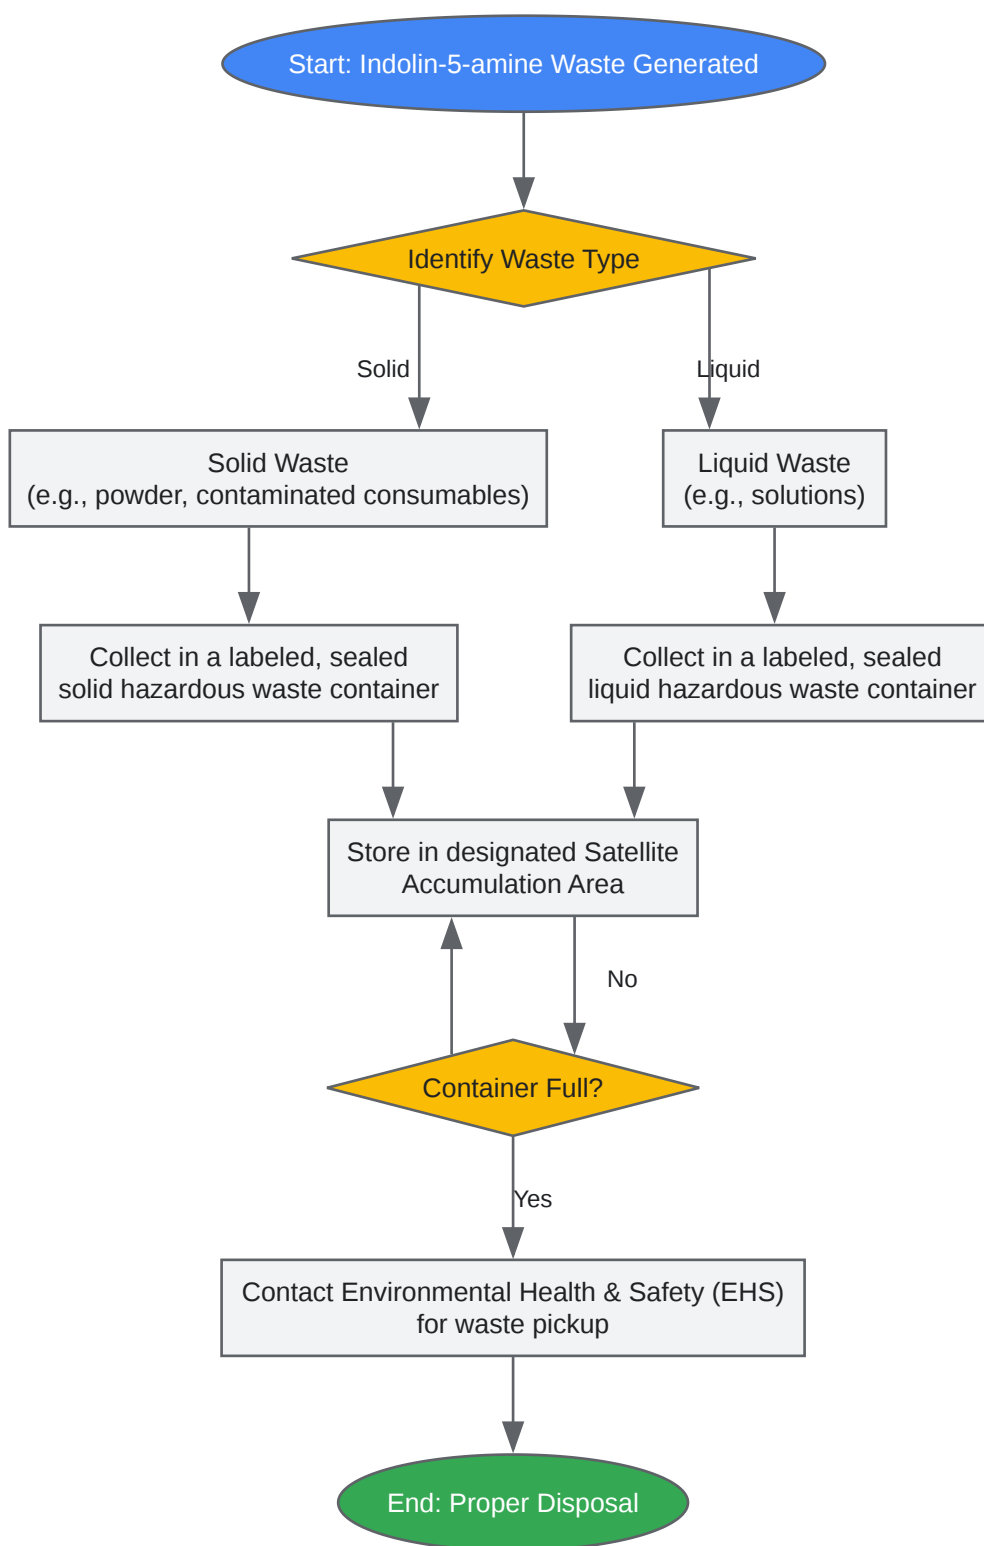 Start: Indolin-5-amine Waste Generated
Identify Waste Type
Solid
Liquid
Solid Waste
(e.g., powder, contaminated consumables)
Liquid Waste
(e.g., solutions)
Collect in a labeled, sealed
solid hazardous waste container
Collect in a labeled, sealed
liquid hazardous waste container
Store in designated Satellite
Accumulation Area
No
Container Full?
Yes
Contact Environmental Health & Safety (EHS)
for waste pickup
End: Proper Disposal